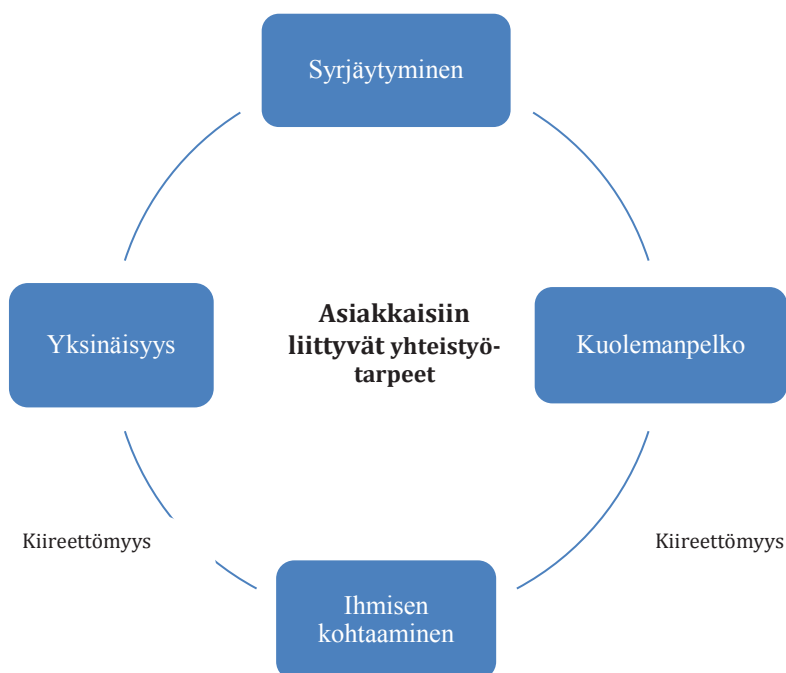 Syrjäytyminen
Yksinäisyys
Asiakkaisiin
liittyvät yhteistyö-
tarpeet
Kuolemanpelko
Kiireettömyys
Kiireettömyys
Ihmisen
kohtaaminen